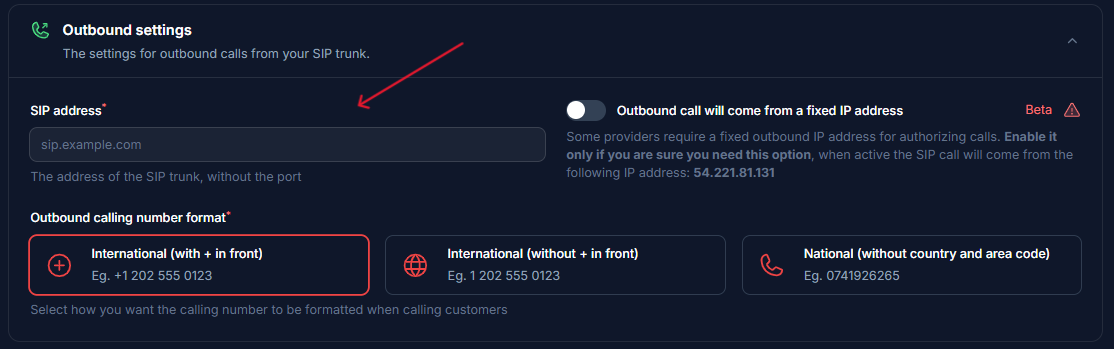 Outbound settings
The settings for outbound calls from your SIP trunk.
SIP address*
sip.example.com
The address of the SIP trunk, without the port
Outbound call will come from a fixed IP address
Beta
Some providers require a fixed outbound IP address for authorizing calls. Enable it
only if you are sure you need this option, when active the SIP call will come from the
following IP address: 54.221.81.131
Outbound calling number format*
International (with + in front)
Eg. +1 202 555 0123
International (without + in front)
Eg. 1 202 555 0123
National (without country and area code)
Eg. 0741926265
Select how you want the calling number to be formatted when calling customers